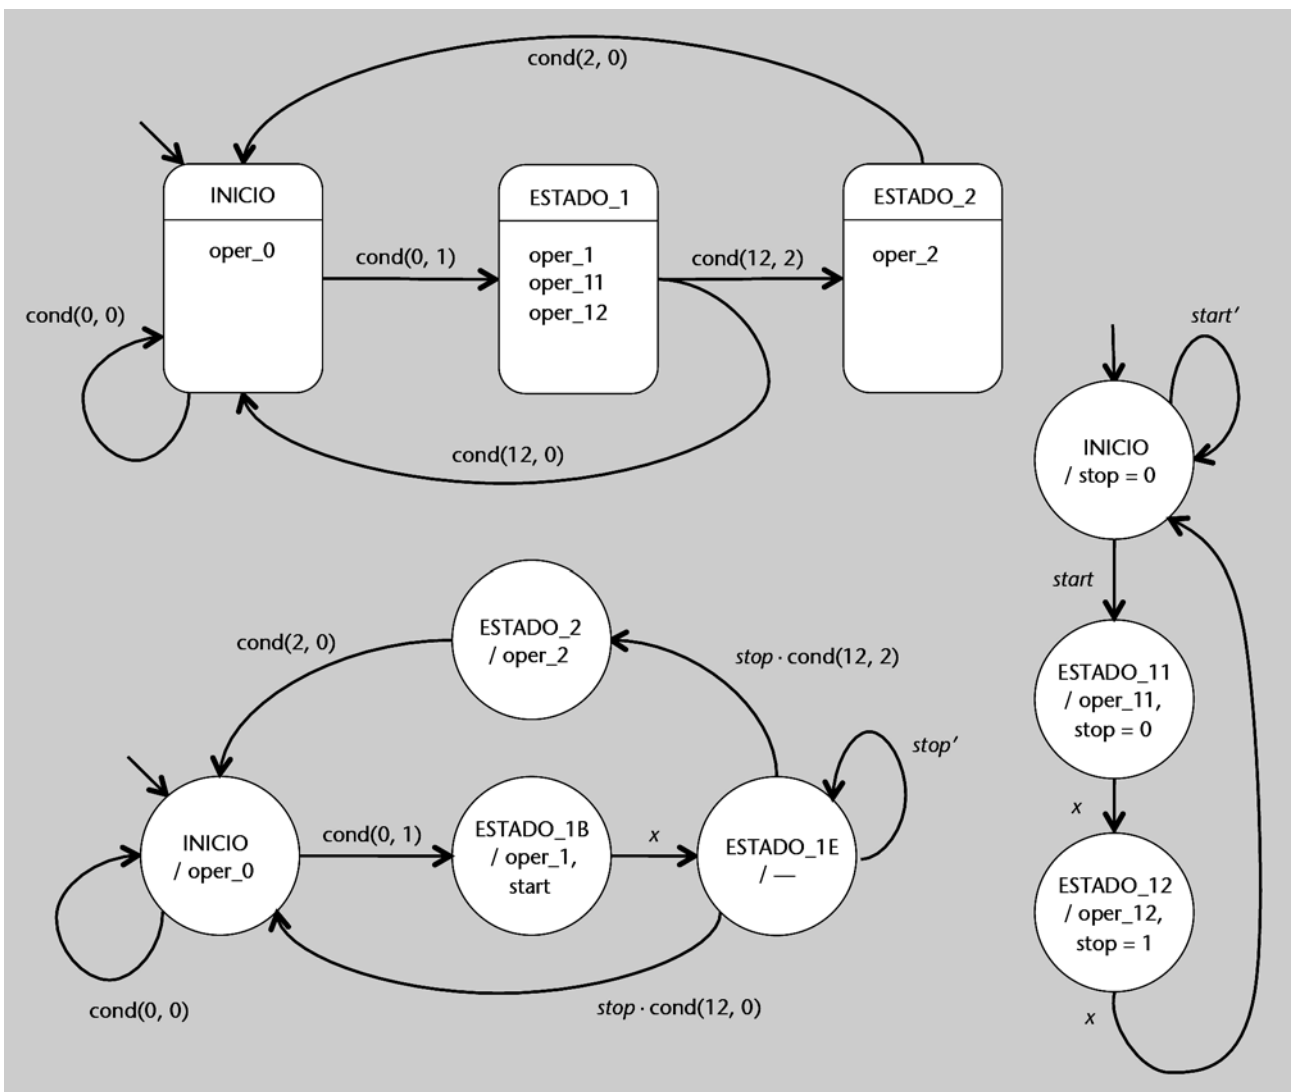 cond(2, 0)
INICIO
oper_0
cond(0, 1)
cond(0, 0)
ESTADO_1
oper_1
oper_11
oper_12
cond(12, 2)
cond(12, 0)
ESTADO_2
oper_2
start’
INICIO
/ stop = 0
start
ESTADO_11
/ oper_11,
stop = 0
x
ESTADO_12
/ oper_12,
stop = 1
x
ESTADO_2
/ oper_2
cond(2, 0)
stop · cond(12, 2)
stop’
INICIO
/ oper_0
cond(0, 1)
ESTADO_1B
/ oper_1,
start
x
ESTADO_1E
/ —
cond(0, 0)
stop · cond(12, 0)